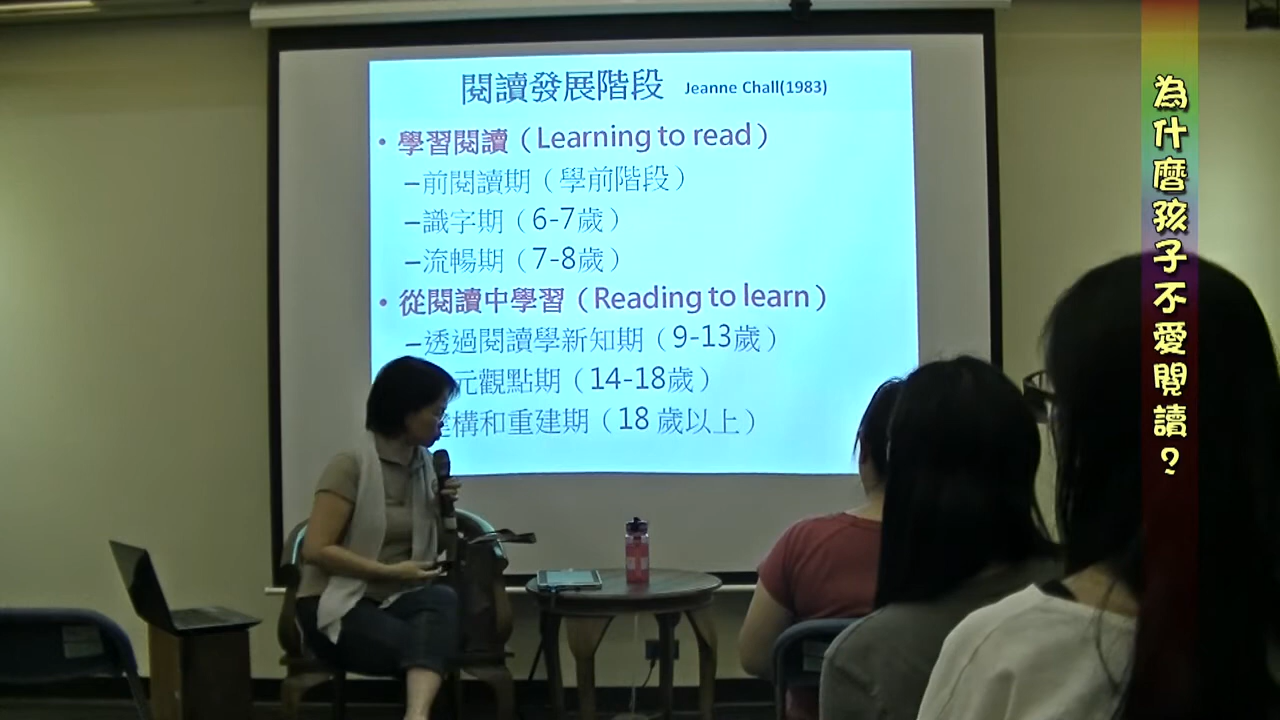 閱讀發展階段 Jeanne Chall(1983)
• 學習閱讀（Learning to read）
–前閱讀期（學前階段）
–識字期（6-7歲）
–流暢期（7-8歲）
• 從閱讀中學習（Reading to learn）
–透過閱讀學新知期（9-13歲）
元觀點期（14-18歲）
構和重建期（18 歲以上）
為什麼孩子不愛閱讀？